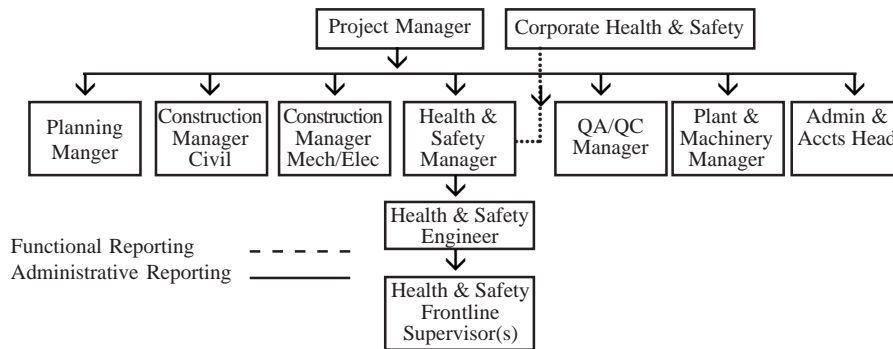 Project Manager
Corporate Health & Safety
Planning
Manger
Construction
Manager
Civil
Construction
Manager
Mech/Elec
Health &
Safety
Manager
QA/QC
Manager
Plant &
Machinery
Manager
Admin &
Accts Head
Health & Safety
Engineer
Functional Reporting
Administrative Reporting
Health & Safety
Frontline
Supervisor(s)